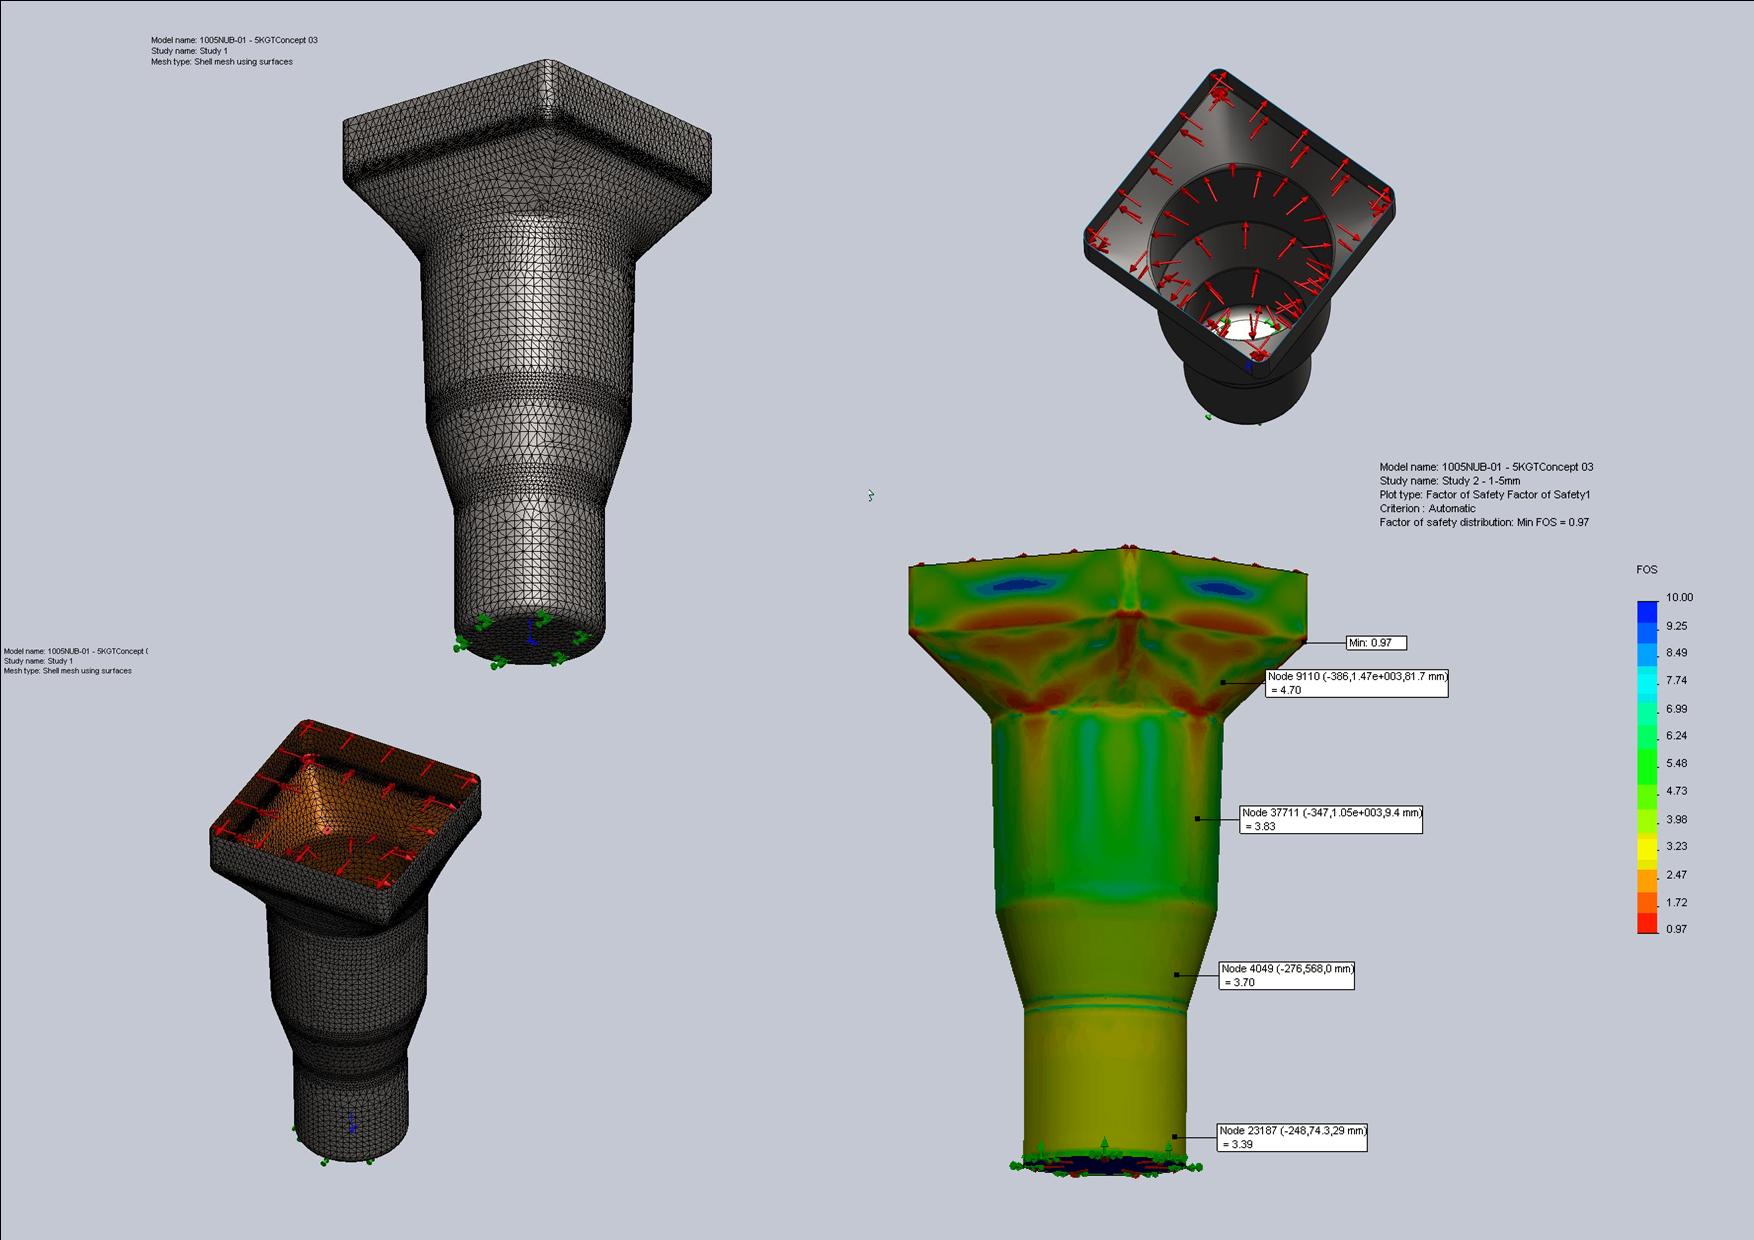 Model name: 1005NUB-01 - 5KGTConcept 03
Study name: Study 1
Mesh type: Shell mesh using surfaces
Model name: 1005NUB-01 - 5KGTConcept 03
Study name: Study 2 - 1-5mm
Plot type: Factor of Safety Factor of Safety1
Criterion : Automatic
Factor of safety distribution: Min FOS = 0.97
FOS
10.00
9.25
8.49
7.74
6.99
6.24
5.48
4.73
3.98
3.23
2.47
1.72
0.97
Min: 0.97
Node 9110 (-386,1.47e+003,81.7 mm)
= 4.70
Node 37711 (-347,1.05e+003,9.4 mm)
= 3.83
Node 4049 (-276,568,0 mm)
= 3.70
Node 23187 (-248,74.3,29 mm)
= 3.39
Model name: 1005NUB-01 - 5KGTConcept (
Study name: Study 1
Mesh type: Shell mesh using surfaces